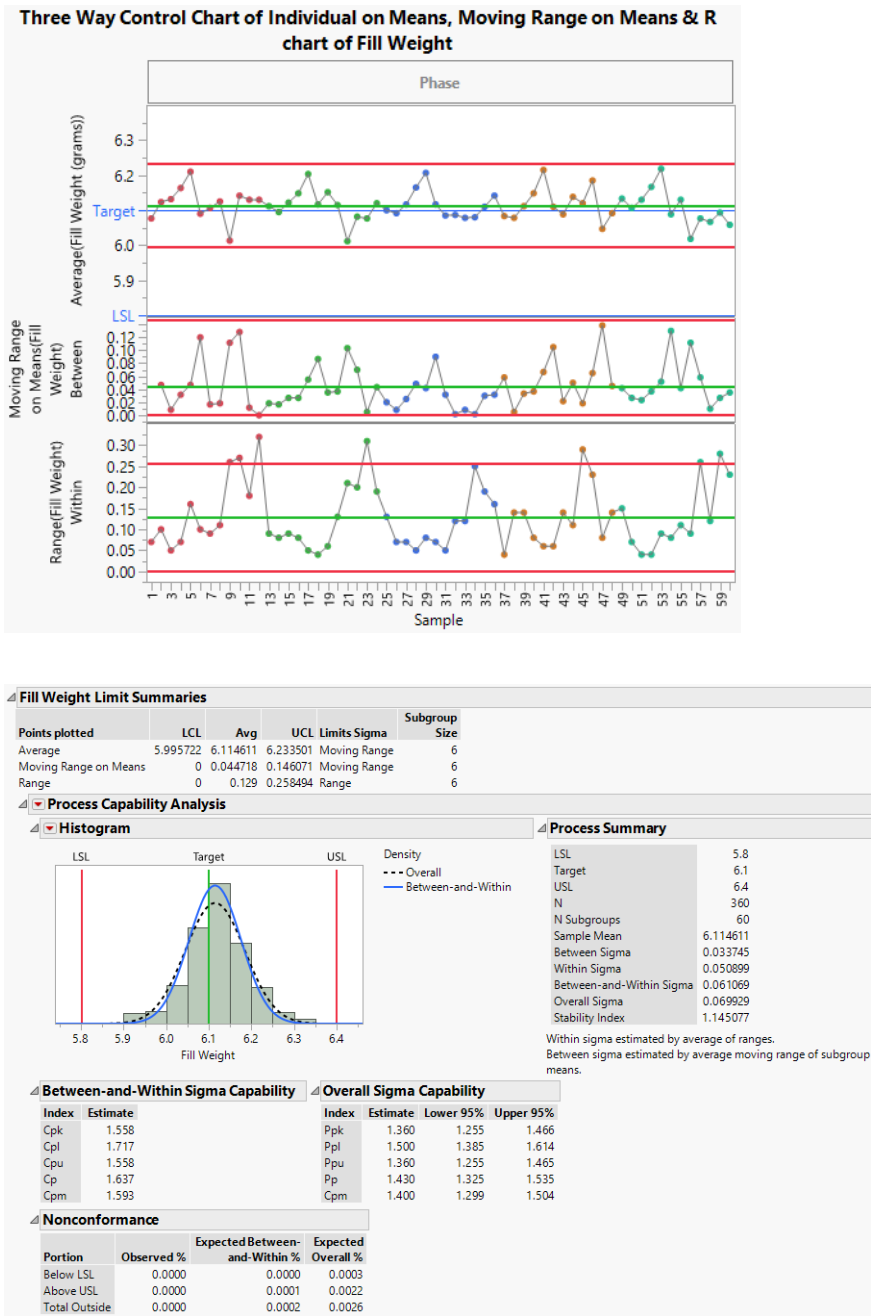 Three Way Control Chart of Individual on Means, Moving Range on Means & R
chart of Fill Weight
Phase
Average(Fill Weight (grams))
6.3
6.2
Target
6.0
5.9
LSL
Moving Range
on Means(Fill
Weight)
Between
0.12
0.10
0.08
0.06
0.04
0.02
0.00
Range(Fill Weight)
Within
0.30
0.25
0.20
0.15
0.10
0.05
0.00
1 3 5 7 9 11 13 15 17 19 21 23 25 27 29 31 33 35 37 39 41 43 45 47 49 51 53 55 57 59
Sample
Fill Weight Limit Summaries
Subgroup
Points plotted LCL Avg UCL Limits Sigma Size
Average 5.995722 6.114611 6.233501 Moving Range 6
Moving Range on Means 0 0.044718 0.146071 Moving Range 6
Range 0 0.129 0.258494 Range 6
Process Capability Analysis
Histogram
LSL Target USL
5.8 5.9 6.0 6.1 6.2 6.3 6.4
Fill Weight
Density
Overall
Between-and-Within
Process Summary
LSL 5.8
Target 6.1
USL 6.4
N 360
N Subgroups 60
Sample Mean 6.114611
Between Sigma 0.033745
Within Sigma 0.050899
Between-and-Within Sigma 0.061069
Overall Sigma 0.069929
Stability Index 1.145077
Within sigma estimated by average of ranges.
Between sigma estimated by average moving range of subgroup
means.
Between-and-Within Sigma Capability
Index Estimate
Cpk 1.558
Cpl 1.717
Cpu 1.558
Cp 1.637
Cpm 1.593
Overall Sigma Capability
Index Estimate Lower 95% Upper 95%
Ppk 1.360 1.255 1.466
Ppl 1.500 1.385 1.614
Ppu 1.360 1.255 1.465
Pp 1.430 1.325 1.535
Cpm 1.400 1.299 1.504
Nonconformance
Expected Between- Expected
Portion Observed % and-Within % Overall %
Below LSL 0.0000 0.0000 0.0003
Above USL 0.0000 0.0001 0.0022
Total Outside 0.0000 0.0002 0.0026